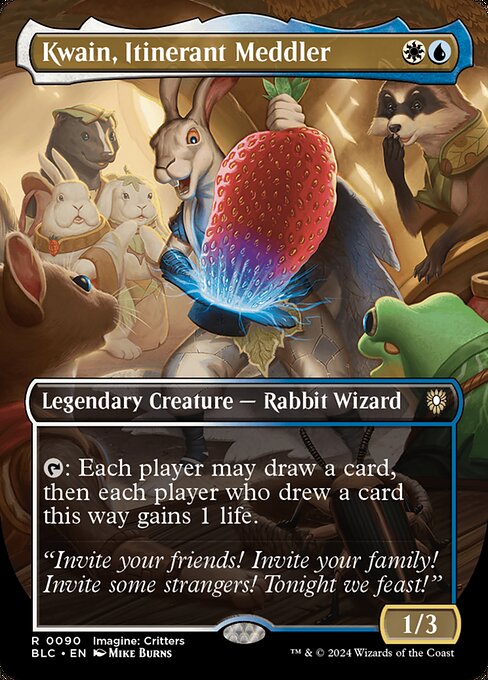 Kwain, Itinerant Meddler
Legendary Creature — Rabbit Wizard
: Each player may draw a card,
then each player who drew a card
this way gains 1 life.
“Invite your friends! Invite your family!
Invite some strangers! Tonight we feast!”
1/3
R 0090 Imagine: Critters
BLC • EN Mike Burns
™ & © 2024 Wizards of the Coast